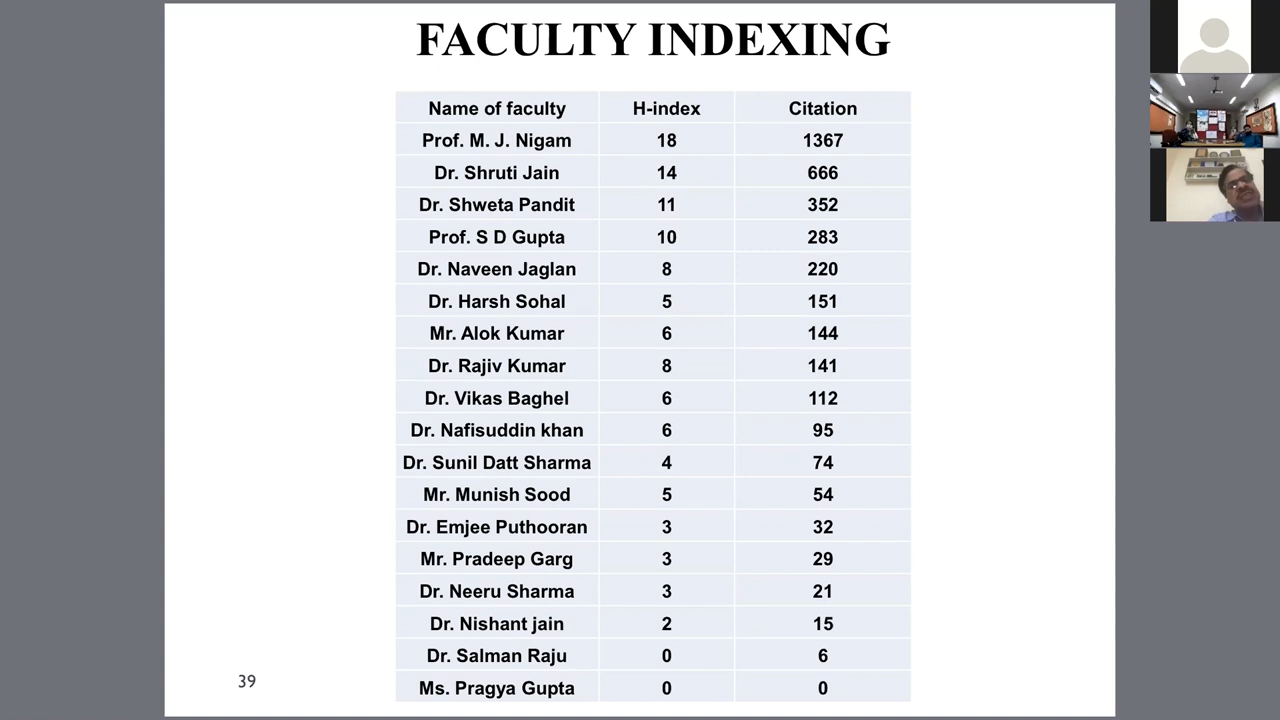 FACULTY INDEXING
Name of faculty H-index Citation
Prof. M. J. Nigam 18 1367
Dr. Shruti Jain 14 666
Dr. Shweta Pandit 11 352
Prof. S D Gupta 10 283
Dr. Naveen Jaglan 8 220
Dr. Harsh Sohal 5 151
Mr. Alok Kumar 6 144
Dr. Rajiv Kumar 8 141
Dr. Vikas Baghel 6 112
Dr. Nafisuddin khan 6 95
Dr. Sunil Datt Sharma 4 74
Mr. Munish Sood 5 54
Dr. Emjee Puthooran 3 32
Mr. Pradeep Garg 3 29
Dr. Neeru Sharma 3 21
Dr. Nishant jain 2 15
Dr. Salman Raju 0 6
Ms. Pragya Gupta 0 0
39